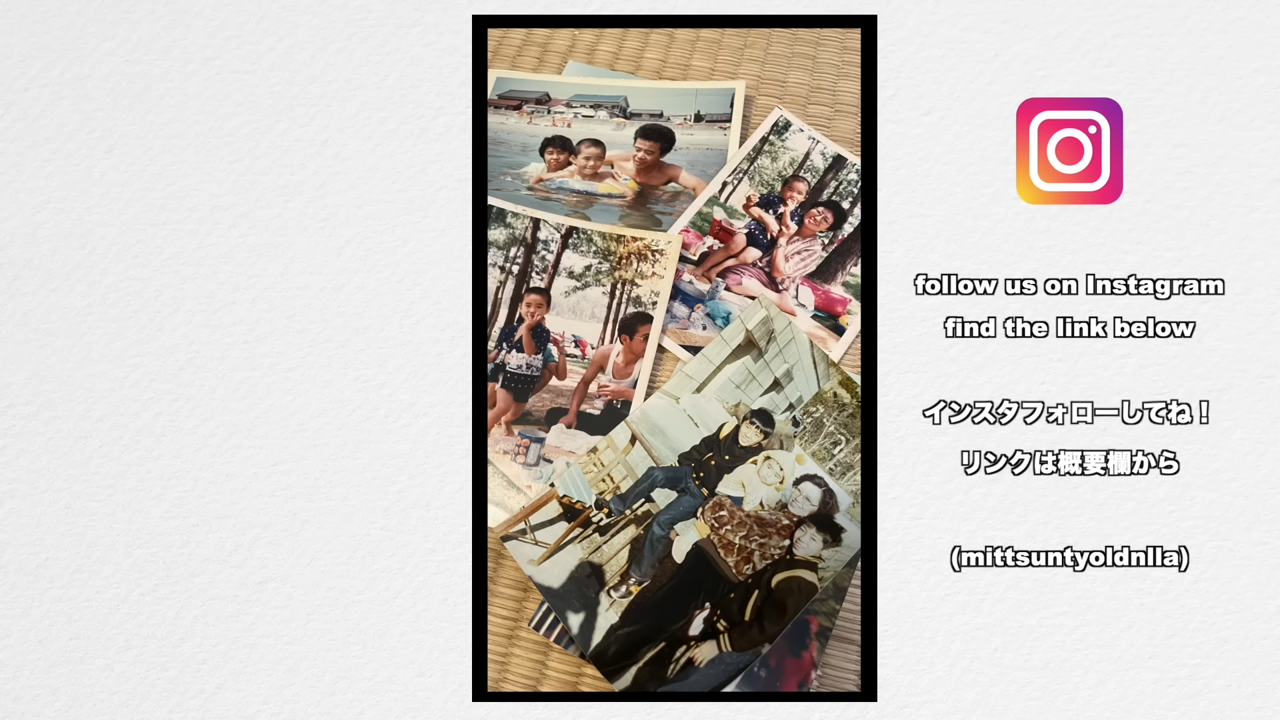 follow us on Instagram
find the link below
インスタフォローしてね！
リンクは概要欄から
(mittsuntyoldnlla)